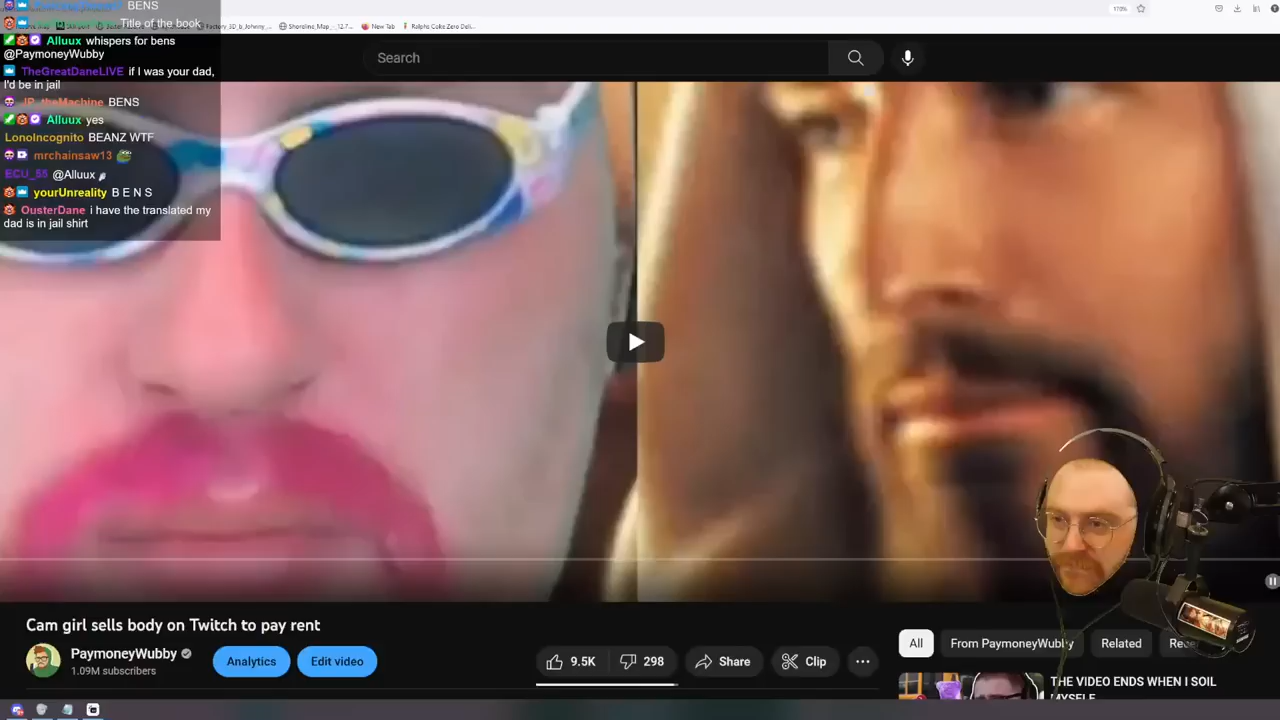 BENS
Title of the book
Alluux whispers for bens
@PaymoneyWubby
TheGreatDaneLIVE if I was your dad,
I'd be in jail
JP_theMachine BENS
Alluux yes
LonoIncognito BEANZ WTF
mrchainsaw13
ECU_55 @Alluux
yourUnreality B E N S
OusterDane i have the translated my
dad is in jail shirt
170%
New Tab
Search
Cam girl sells body on Twitch to pay rent
PaymoneyWubby
1.09M subscribers
Analytics
Edit video
9.5K
298
Share
Clip
All
From PaymoneyWubby
Related
THE VIDEO ENDS WHEN I SOIL
MYSELF